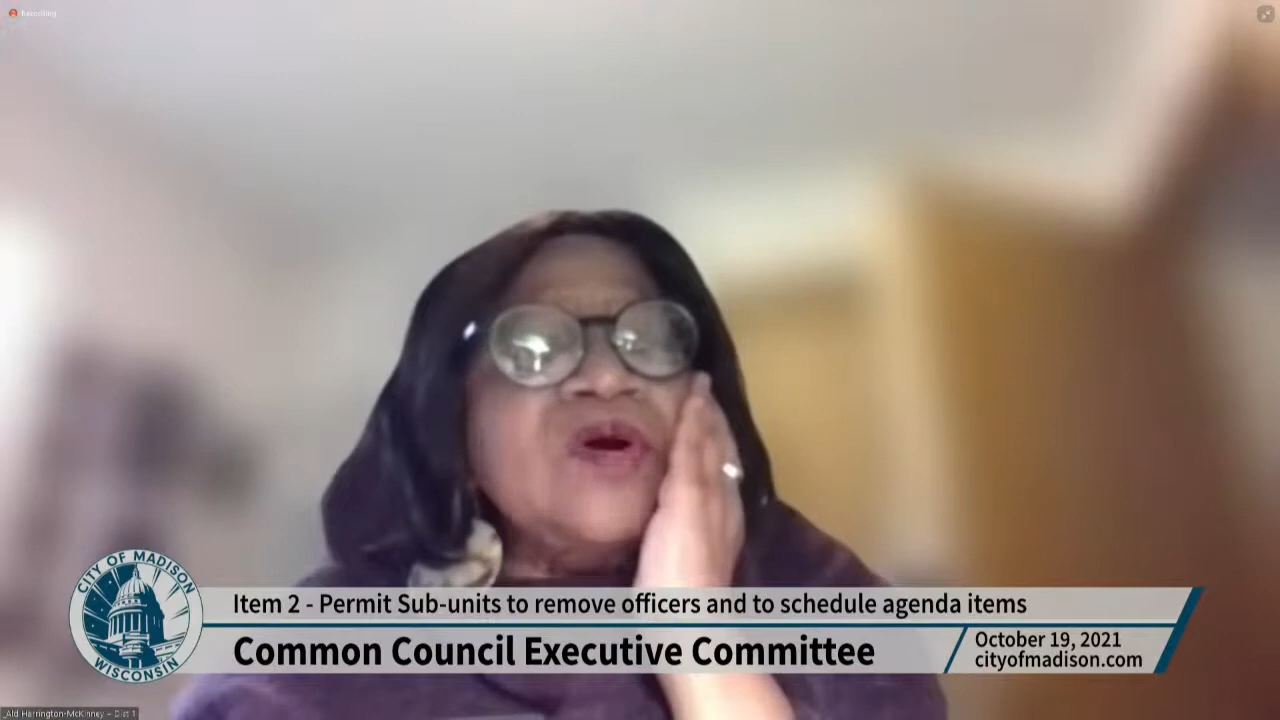 Recording
CITY OF MADISON
WISCONSIN
Item 2 - Permit Sub-units to remove officers and to schedule agenda items
Common Council Executive Committee
October 19, 2021
cityofmadison.com
Ald Harrington-McKinney - Dist 1